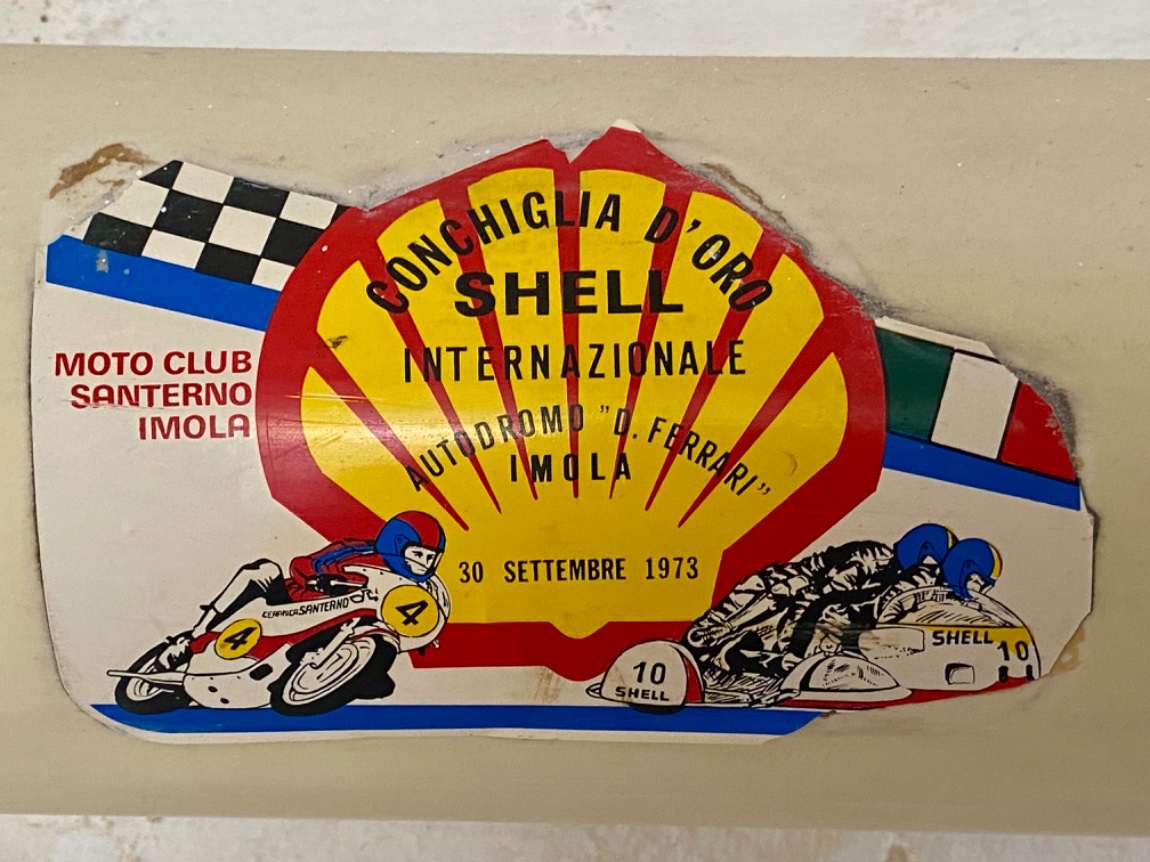 CONCHIGLIA D'ORO
SHELL
INTERNAZIONALE
AUTODROMO "D. FERRARI"
IMOLA
30 SETTEMBRE 1973
MOTO CLUB
SANTERNO
IMOLA
CERAMICA SANTERNO
4
4
10
SHELL
SHELL
10